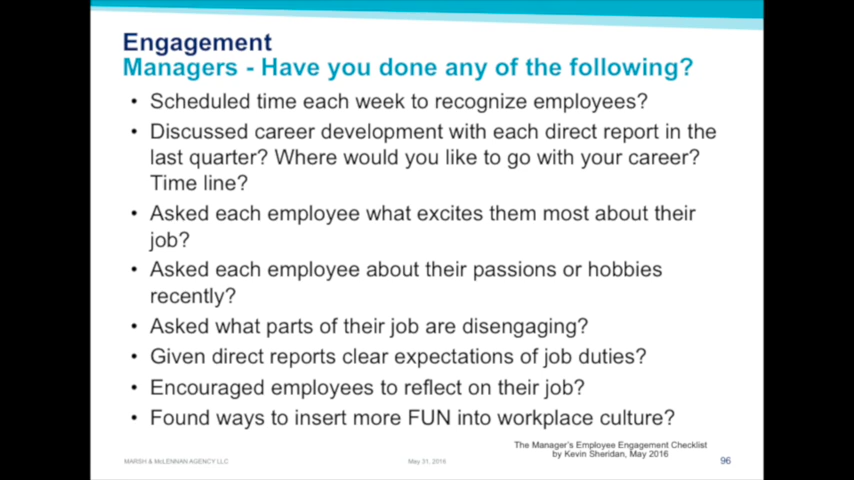 Engagement
Managers - Have you done any of the following?
• Scheduled time each week to recognize employees?
• Discussed career development with each direct report in the
last quarter? Where would you like to go with your career?
Time line?
• Asked each employee what excites them most about their
job?
• Asked each employee about their passions or hobbies
recently?
• Asked what parts of their job are disengaging?
• Given direct reports clear expectations of job duties?
• Encouraged employees to reflect on their job?
• Found ways to insert more FUN into workplace culture?
The Manager's Employee Engagement Checklist
by Kevin Sheridan, May 2016
MARSH & McLENNAN AGENCY LLC May 31, 2016 96